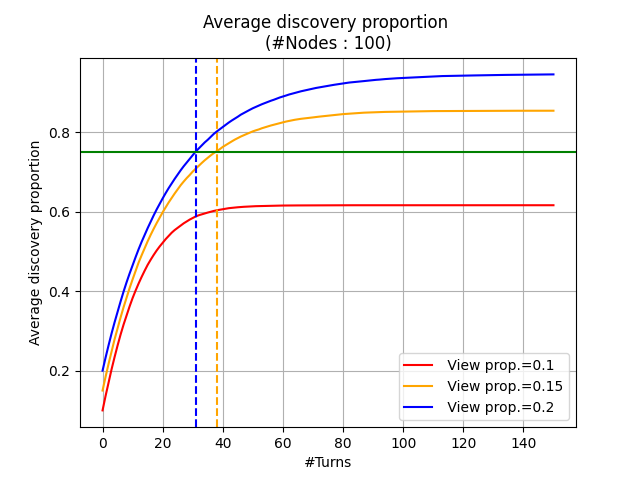 Average discovery proportion
(#Nodes : 100)
Average discovery proportion
0.8
0.6
0.4
0.2
0 20 40 60 80 100 120 140
#Turns
View prop.=0.1
View prop.=0.15
View prop.=0.2